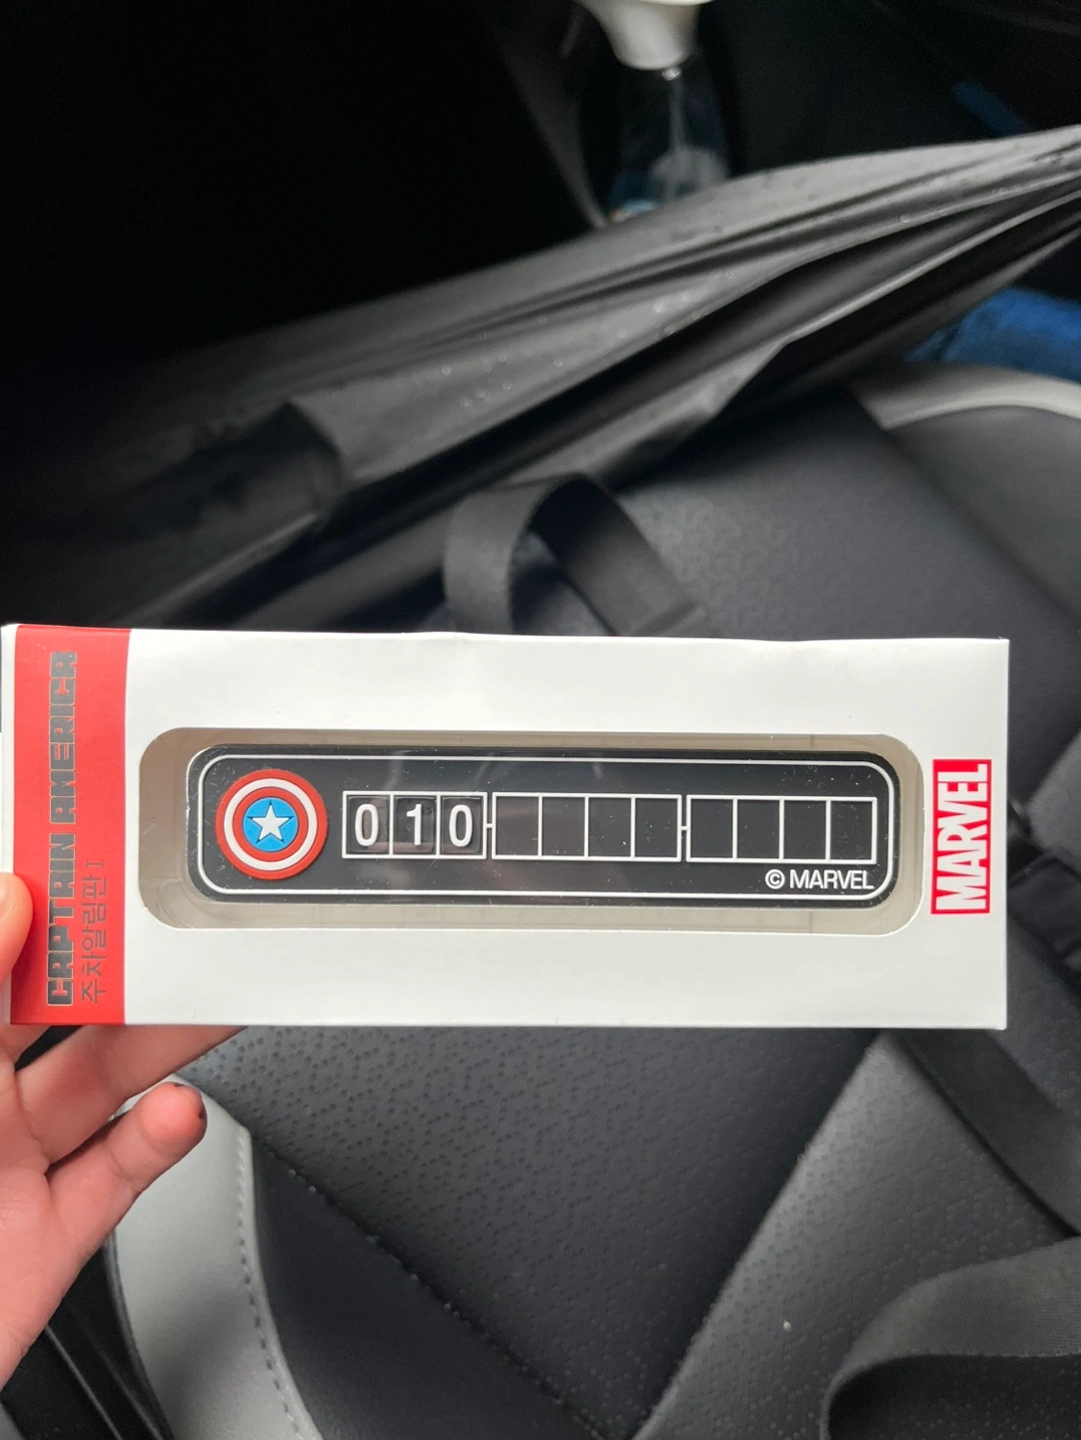 CAPTAIN AMERICA
주차알림판 I
010
© MARVEL
MARVEL